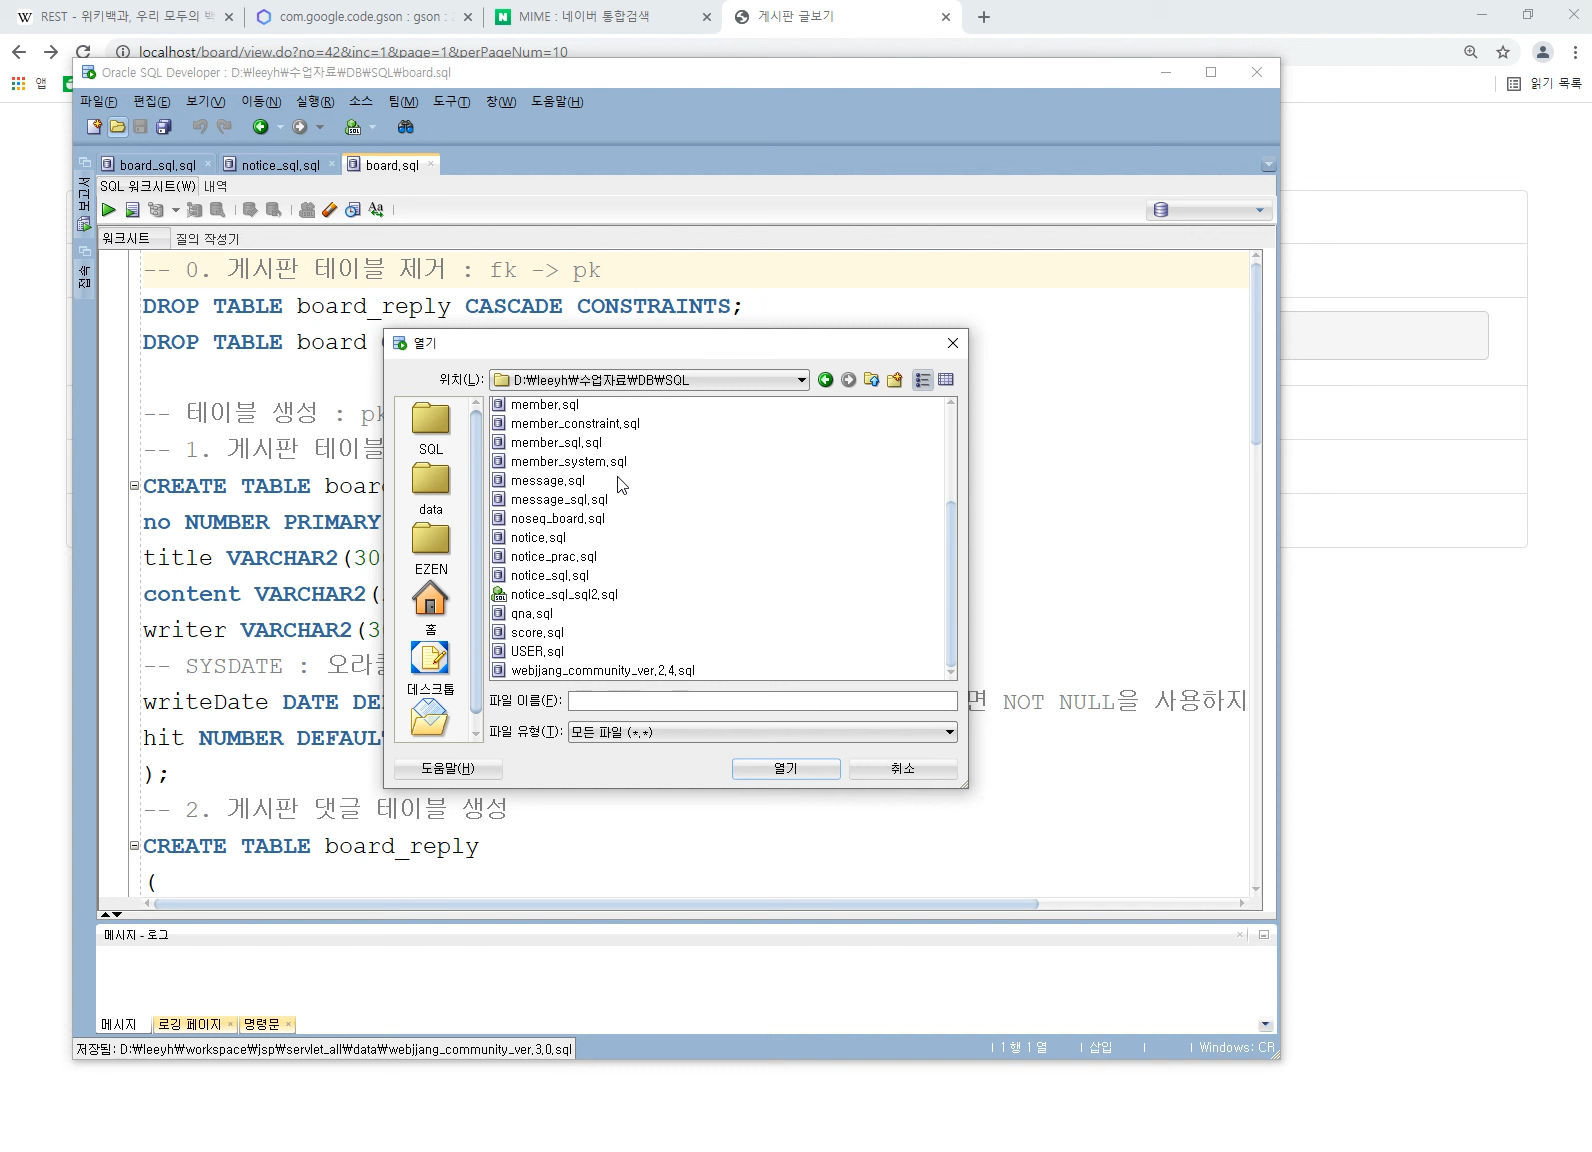 REST - 위키백과, 우리 모두의 백
com.google.code.gson : gson :
MIME : 네이버 통합검색
게시판 글보기
localhost/board/view.do?no=42&inc=1&page=1&perPageNum=10
앱
읽기 목록
Oracle SQL Developer : D:₩leeyh₩수업자료₩DB₩SQL₩board.sql
파일(F) 편집(E) 보기(V) 이동(N) 실행(R) 소스 팀(M) 도구(T) 창(W) 도움말(H)
board_sql.sql
notice_sql.sql
board.sql
SQL 워크시트(W) 내역
워크시트 질의 작성기
보고서
접속
-- 0. 게시판 테이블 제거 : fk -> pk
DROP TABLE board_reply CASCADE CONSTRAINTS;
DROP TABLE board
-- 테이블 생성 : pk
-- 1. 게시판 테이블
CREATE TABLE board
no NUMBER PRIMARY
title VARCHAR2(30
content VARCHAR2(
writer VARCHAR2(30
-- SYSDATE : 오라클
writeDate DATE DE
면 NOT NULL을 사용하지
hit NUMBER DEFAULT
);
-- 2. 게시판 댓글 테이블 생성
CREATE TABLE board_reply
(
열기
위치(L): D:₩leeyh₩수업자료₩DB₩SQL
SQL
data
EZEN
홈
데스크톱
member.sql
member_constraint.sql
member_sql.sql
member_system.sql
message.sql
message_sql.sql
noseq_board.sql
notice.sql
notice_prac.sql
notice_sql.sql
notice_sql_sql2.sql
qna.sql
score.sql
USER.sql
webjjang_community_ver.2.4.sql
파일 이름(F):
파일 유형(T): 모든 파일 (*.*)
도움말(H) 열기 취소
메시지 - 로그
메시지 로깅 페이지 명령문
저장됨: D:₩leeyh₩workspace₩jsp₩servlet_all₩data₩webjjang_community_ver.3.0.sql
1 행 1 열 삽입 Windows: CR